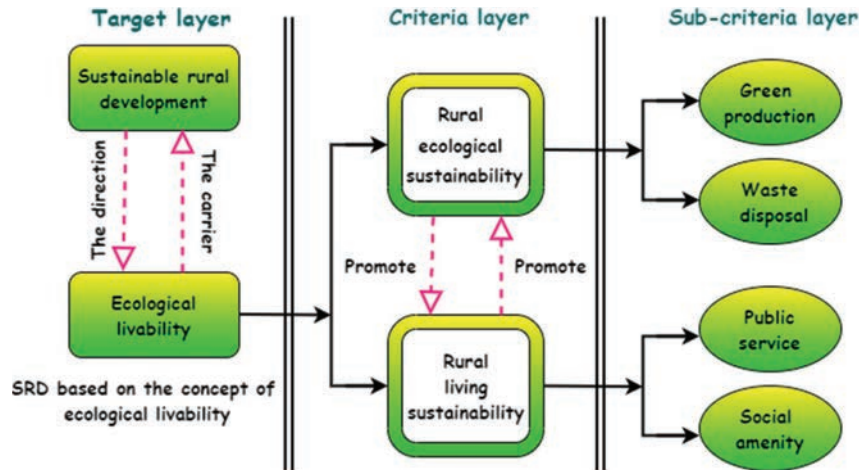 Target layer
Criteria layer
Sub-criteria layer
Sustainable rural
development
The direction
The carrier
Ecological
livability
SRD based on the concept of
ecological livability
Rural
ecological
sustainability
Promote
Promote
Rural
living
sustainability
Green
production
Waste
disposal
Public
service
Social
amenity